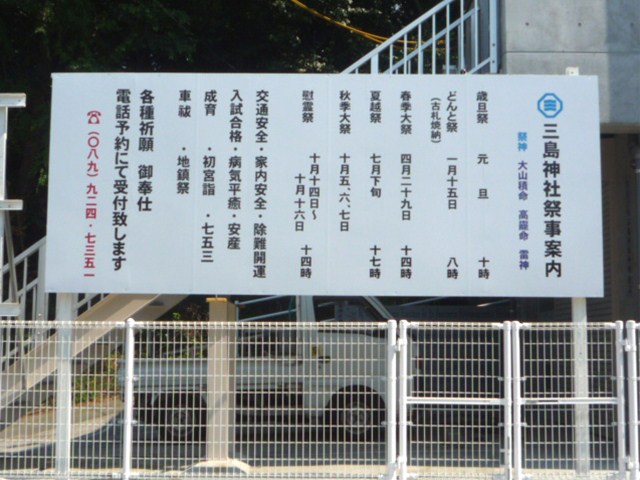 三島神社祭事案内
祭神 大山積命 高龗命 雷神
歳旦祭 元旦 十時
どんと祭 一月十五日 八時
(古札焼納)
春季大祭 四月二十九日 十四時
夏越祭 七月下旬 十七時
秋季大祭 十月五、六、七日
慰霊祭 十月十四日～
十月十六日 十四時
交通安全・家内安全・除難開運
入試合格・病気平癒・安産
成育・初宮詣・七五三
車祓・地鎮祭
各種祈願 御奉仕
電話予約にて受付致します
☎(〇八九)九二四-七三五一